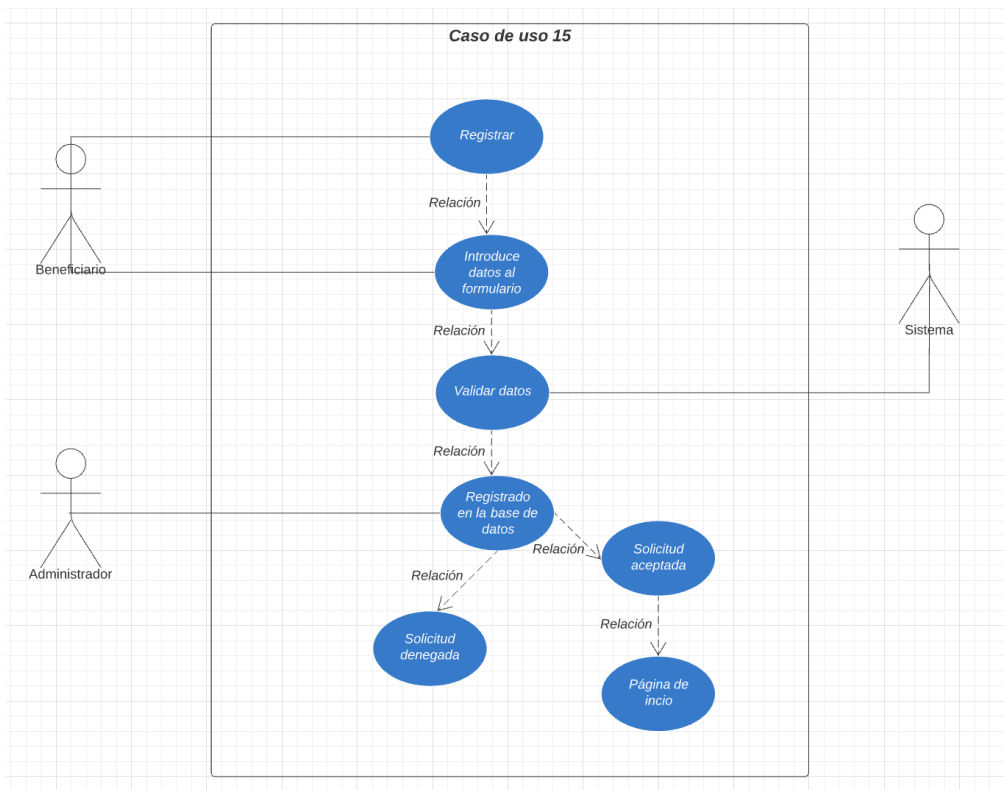 Caso de uso 15
Registrar
Relación
Beneficiario
Introduce
datos al
formulario
Sistema
Relación
Validar datos
Relación
Registrado
en la base de
datos
Administrador
Relación
Solicitud
aceptada
Relación
Solicitud
denegada
Relación
Página de
incio